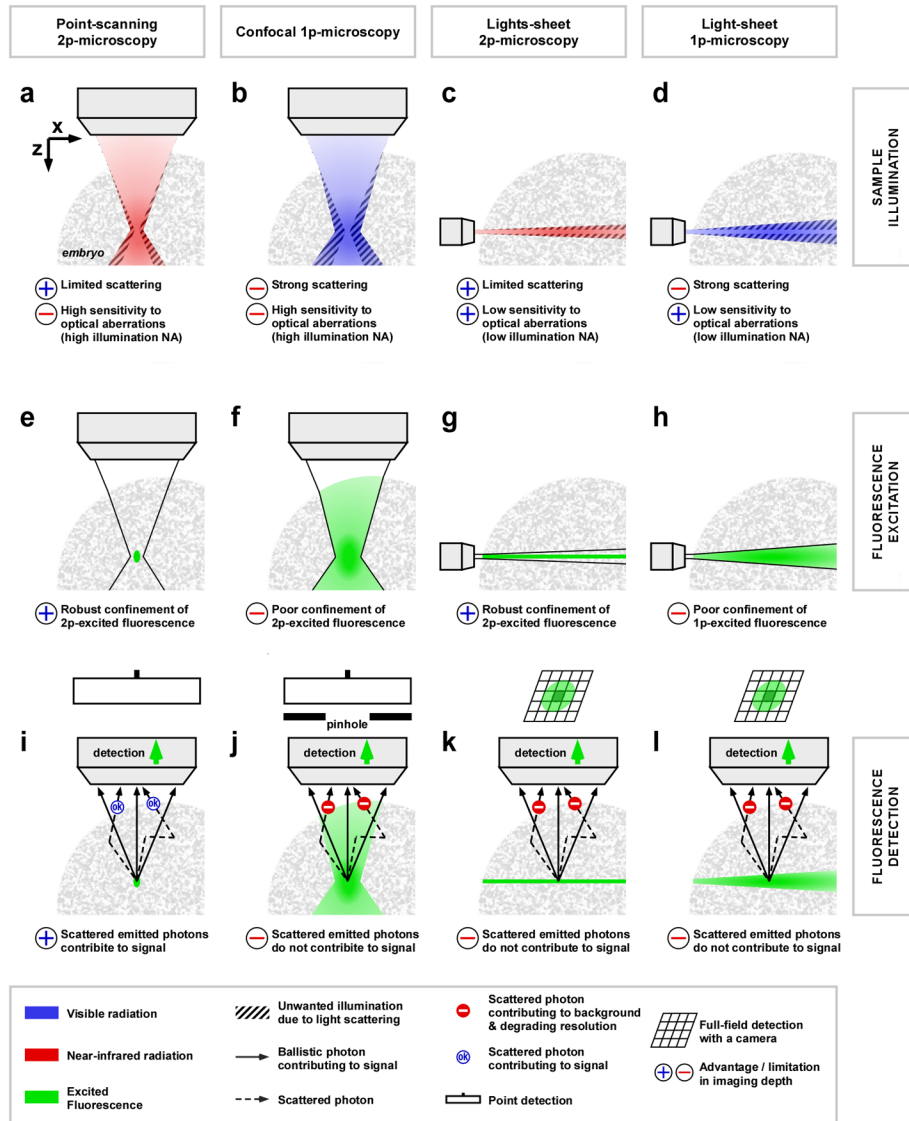 Point-scanning
2p-microscopy
Confocal 1p-microscopy
Lights-sheet
2p-microscopy
Light-sheet
1p-microscopy
a
b
c
d
x
z
embryo
SAMPLE
ILLUMINATION
Limited scattering
High sensitivity to
optical aberrations
(high illumination NA)
Strong scattering
High sensitivity to
optical aberrations
(high illumination NA)
Limited scattering
Low sensitivity to
optical aberrations
(low illumination NA)
Strong scattering
Low sensitivity to
optical aberrations
(low illumination NA)
e
f
g
h
FLUORESCENCE
EXCITATION
Robust confinement of
2p-excited fluorescence
Poor confinement of
2p-excited fluorescence
Robust confinement of
2p-excited fluorescence
Poor confinement of
1p-excited fluorescence
pinhole
i
j
k
l
detection
detection
detection
detection
ok
ok
FLUORESCENCE
DETECTION
Scattered emitted photons
contribite to signal
Scattered emitted photons
do not contribite to signal
Scattered emitted photons
do not contribute to signal
Scattered emitted photons
do not contribute to signal
Visible radiation
Near-infrared radiation
Excited
Fluorescence
Unwanted illumination
due to light scattering
Ballistic photon
contributing to signal
Scattered photon
Scattered photon
contributing to background
& degrading resolution
ok
Scattered photon
contributing to signal
Point detection
Full-field detection
with a camera
Advantage / limitation
in imaging depth